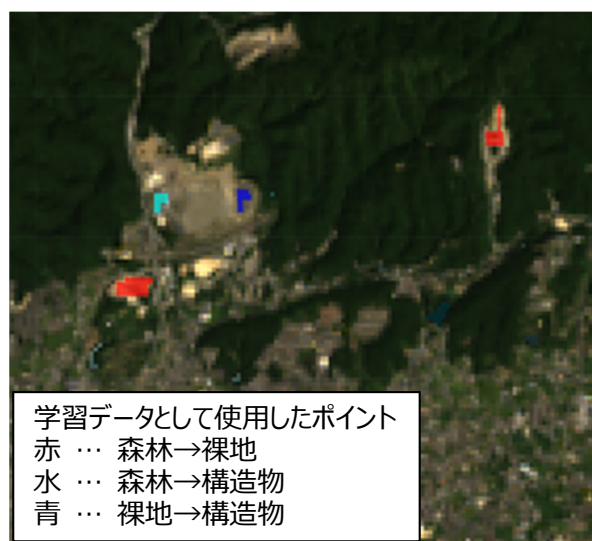 学習データとして使用したポイント
赤 … 森林→裸地
水 … 森林→構造物
青 … 裸地→構造物